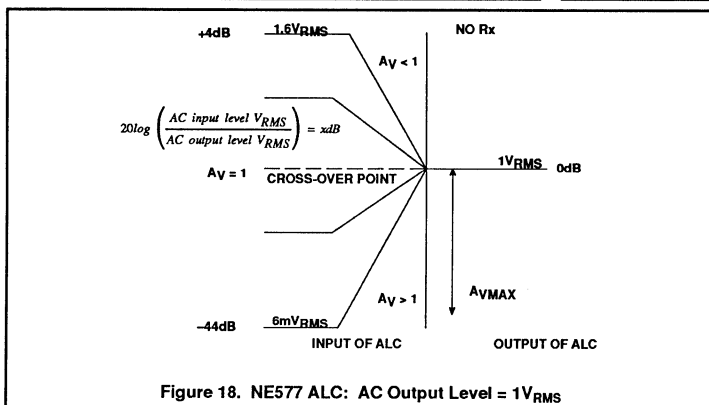 +4dB 1.6VRMS NO Rx
AV < 1
20log (AC input level VRMS / AC output level VRMS) = xdB
1VRMS 0dB
AV = 1 CROSS-OVER POINT
AV > 1 AVMAX
–44dB 6mVRMS
INPUT OF ALC OUTPUT OF ALC
Figure 18. NE577 ALC: AC Output Level = 1VRMS